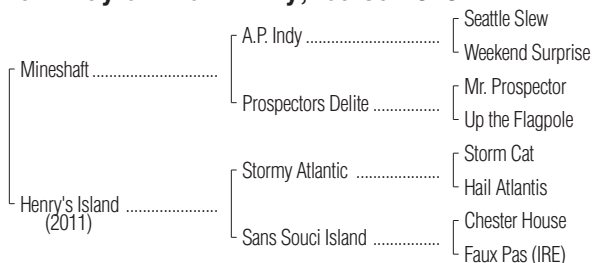 Seattle Slew
A.P. Indy ........................
Weekend Surprise
Mineshaft ............................
Mr. Prospector
Prospectors Delite ................
Up the Flagpole
Storm Cat
Stormy Atlantic ....................
Hail Atlantis
Henry's Island ....................
(2011)
Chester House
Sans Souci Island ................
Faux Pas (IRE)